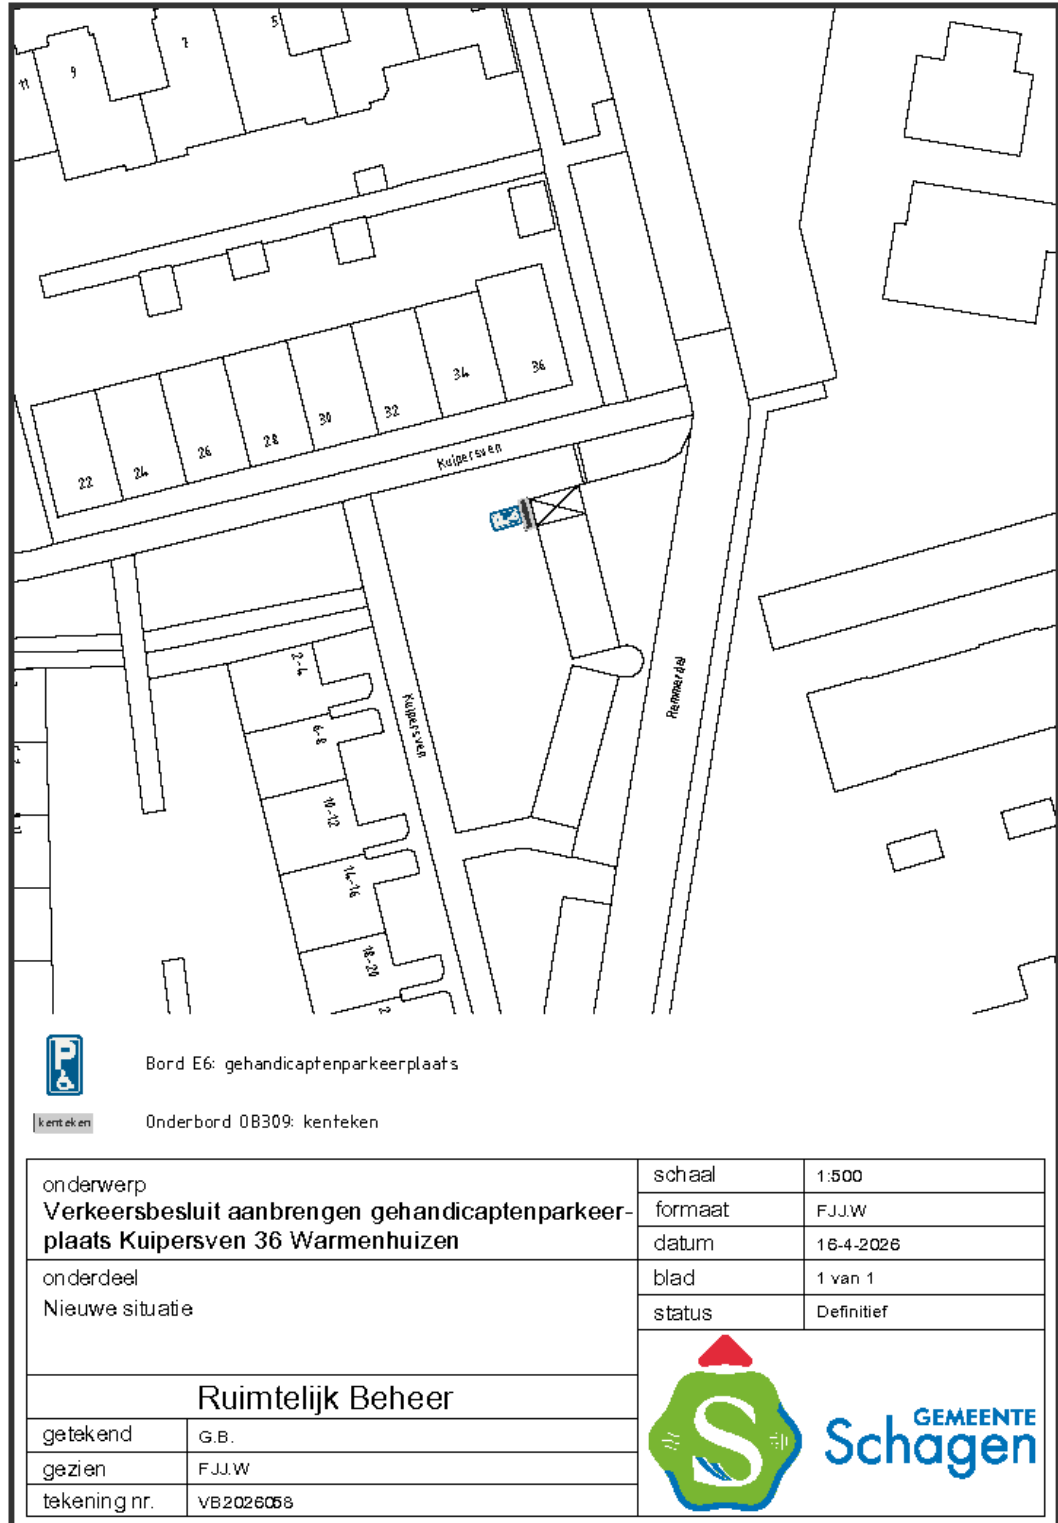 5
7
9
11
36
34
32
30
28
26
24
22
Kuipersven
2-4
Kuipersven
Remmerdel
6-8
10-12
14-16
18-20
2
P
Bord E6: gehandicaptenparkeerplaats
kenteken
Onderbord OB309: kenteken
onderwerp
Verkeersbesluit aanbrengen gehandicaptenparkeer-
plaats Kuipersven 36 Warmenhuizen
onderdeel
Nieuwe situatie
schaal 1:500
formaat F.J.J.W
datum 16-4-2026
blad 1 van 1
status Definitief
Ruimtelijk Beheer
getekend G.B.
gezien F.J.J.W
tekening nr. VB2026058
S
GEMEENTE
Schagen